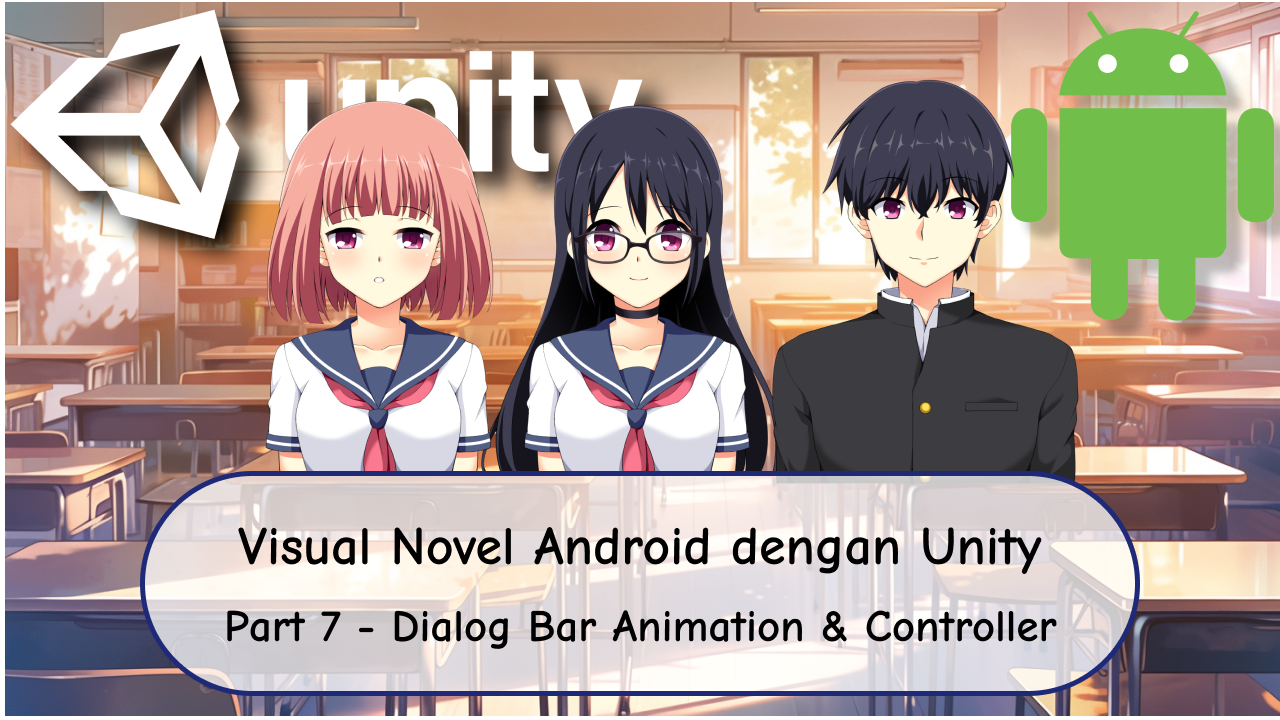 unity
Visual Novel Android dengan Unity
Part 7 - Dialog Bar Animation & Controller